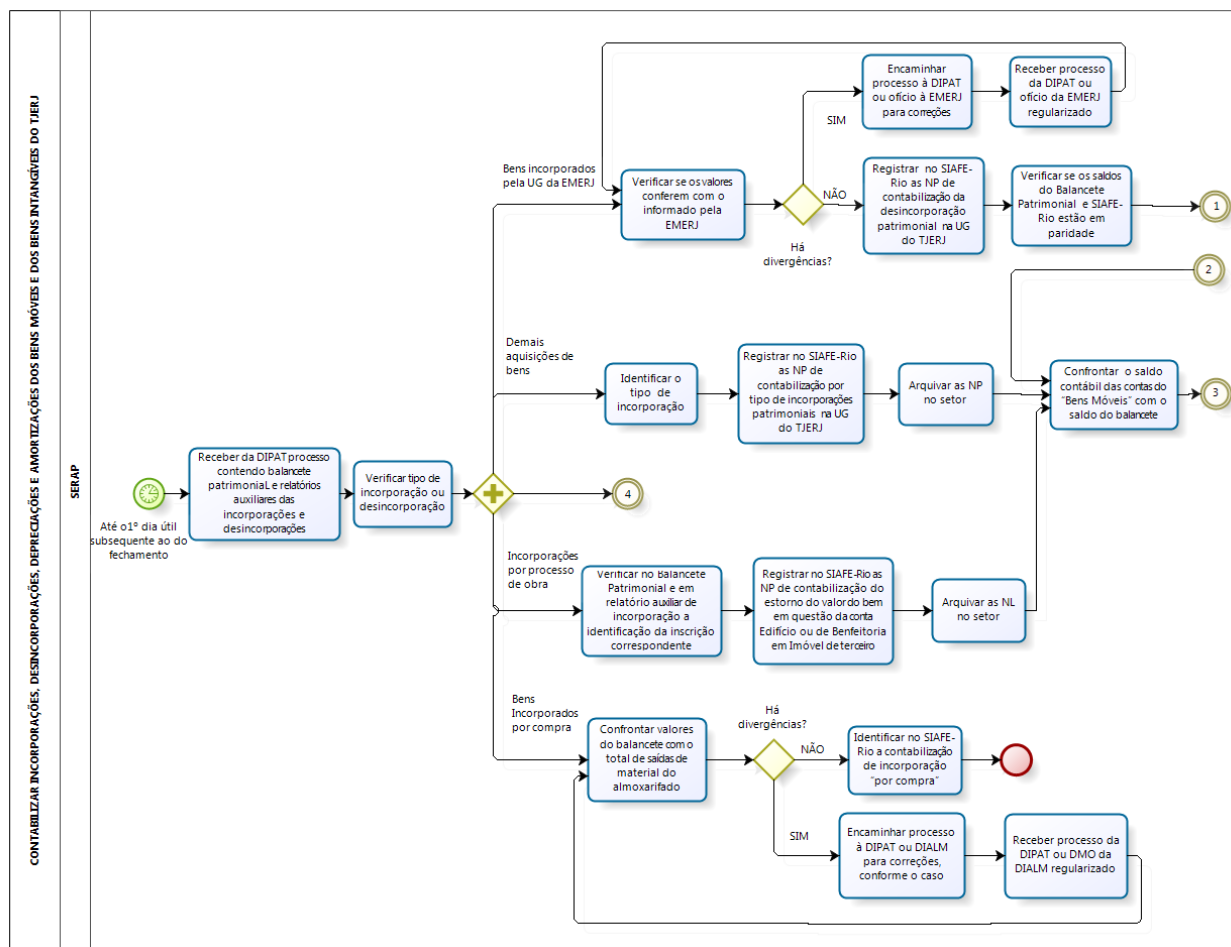 CONTABILIZAR INCORPORAÇÕES, DESINCORPORAÇÕES, DEPRECIAÇÕES E AMORTIZAÇÕES DOS BENS MÓVEIS E DOS BENS INTANGÍVEIS DO TJERJ
SERAP
Até o1º dia útil
subsequente ao do
fechamento
Receber da DIPAT processo
contendo balancete
patrimoniaL e relatórios
auxiliares das
incorporações e
desincorporações
Verificar tipo de
incorporação ou
desincorporação
Bens incorporados
pela UG da EMERJ
Verificar se os valores
conferem com o
informado pela
EMERJ
Há
divergências?
SIM
Encaminhar
processo à DIPAT
ou ofício à EMERJ
para correções
Receber processo
da DIPAT ou
ofício da EMERJ
regularizado
NÃO
Registrar no SIAFE-
Rio as NP de
contabilização da
desincorporação
patrimonial na UG
do TJERJ
Verificar se os saldos
do Balancete
Patrimonial e SIAFE-
Rio estão em
paridade
1
2
Demais
aquisições de
bens
Identificar o
tipo de
incorporação
Registrar no SIAFE-Rio
as NP de
contabilização por
tipo de incorporações
patrimoniais na UG
do TJERJ
Arquivar as NP
no setor
Confrontar o saldo
contábil das contas do
“Bens Móveis” com o
saldo do balancete
3
4
Incorporações
por processo
de obra
Verificar no Balancete
Patrimonial e em
relatório auxiliar de
incorporação a
identificação da inscrição
correspondente
Registrar no SIAFE-Rio as
NP de contabilização do
estorno do valor do bem
em questão da conta
Edifício ou de Benfeitoria
em Imóvel de terceiro
Arquivar as NL
no setor
Bens
Incorporados
por compra
Confrontar valores
do balancete com o
total de saídas de
material do
almoxarifado
Há
divergências?
NÃO
Identificar no SIAFE-
Rio a contabilização
de incorporação
“por compra”
SIM
Encaminhar processo
à DIPAT ou DIALM
para correções,
conforme o caso
Receber processo da
DIPAT ou DMO da
DIALM regularizado